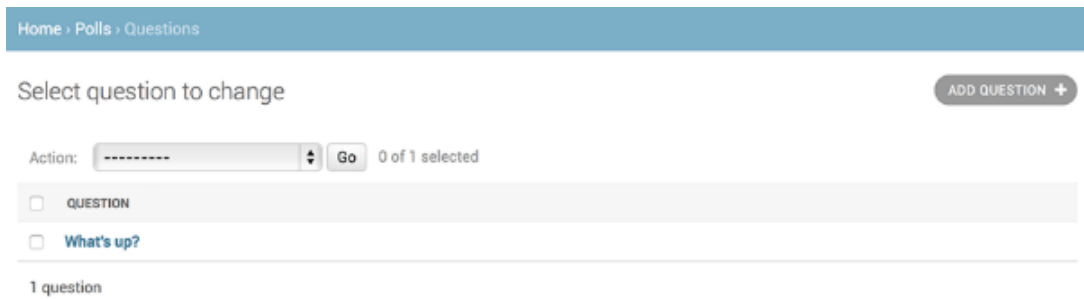 Home › Polls › Questions
Select question to change
ADD QUESTION +
Action: --------- Go 0 of 1 selected
QUESTION
What's up?
1 question